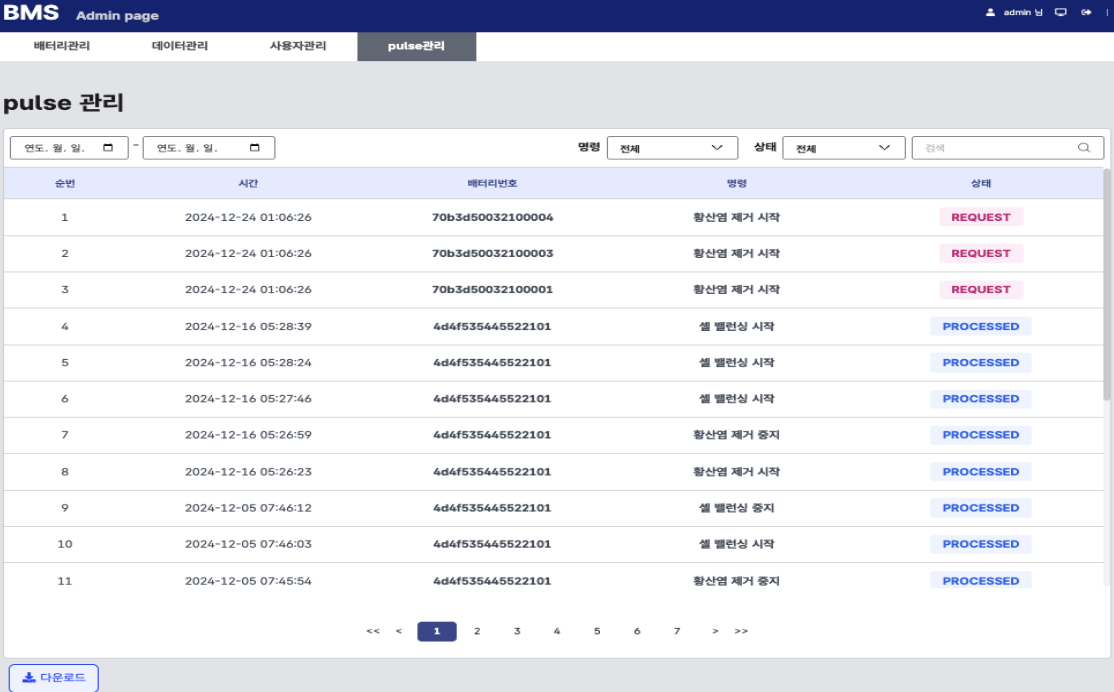 BMS Admin page admin 님
배터리관리 데이터관리 사용자관리 pulse관리
pulse 관리
연도. 월. 일. - 연도. 월. 일. 명령 전체 상태 전체 검색
순번 시간 배터리번호 명령 상태
1 2024-12-24 01:06:26 70b3d50032100004 황산염 제거 시작 REQUEST
2 2024-12-24 01:06:26 70b3d50032100003 황산염 제거 시작 REQUEST
3 2024-12-24 01:06:26 70b3d50032100001 황산염 제거 시작 REQUEST
4 2024-12-16 05:28:39 4d4f535445522101 셀 밸런싱 시작 PROCESSED
5 2024-12-16 05:28:24 4d4f535445522101 셀 밸런싱 시작 PROCESSED
6 2024-12-16 05:27:46 4d4f535445522101 셀 밸런싱 시작 PROCESSED
7 2024-12-16 05:26:59 4d4f535445522101 황산염 제거 중지 PROCESSED
8 2024-12-16 05:26:23 4d4f535445522101 황산염 제거 시작 PROCESSED
9 2024-12-05 07:46:12 4d4f535445522101 셀 밸런싱 중지 PROCESSED
10 2024-12-05 07:46:03 4d4f535445522101 셀 밸런싱 시작 PROCESSED
11 2024-12-05 07:45:54 4d4f535445522101 황산염 제거 중지 PROCESSED
<< < 1 2 3 4 5 6 7 > >>
다운로드